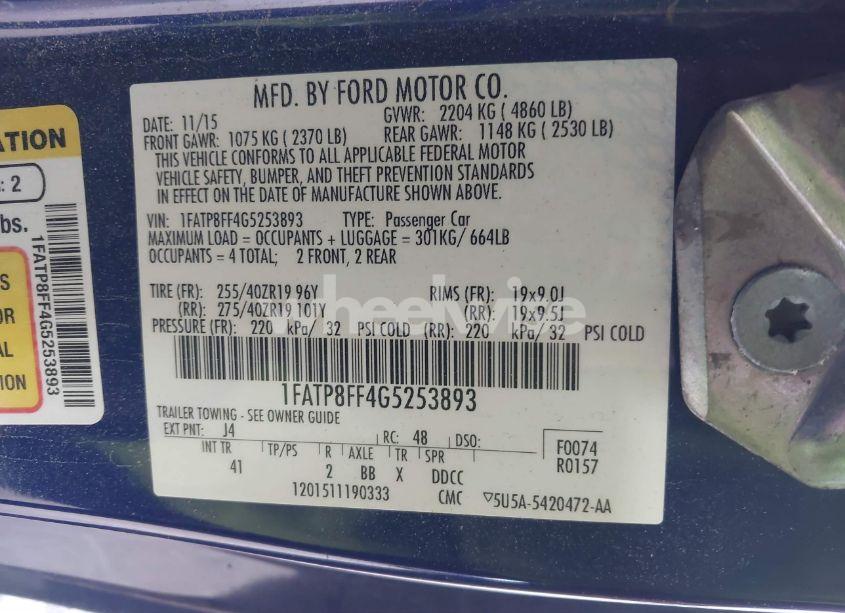 MFD. BY FORD MOTOR CO.
DATE: 11/15
GVWR: 2204 KG ( 4860 LB)
FRONT GAWR: 1075 KG ( 2370 LB)
REAR GAWR: 1148 KG ( 2530 LB)
THIS VEHICLE CONFORMS TO ALL APPLICABLE FEDERAL MOTOR
VEHICLE SAFETY, BUMPER, AND THEFT PREVENTION STANDARDS
IN EFFECT ON THE DATE OF MANUFACTURE SHOWN ABOVE.
VIN: 1FATP8FF4G5253893 TYPE: Passenger Car
MAXIMUM LOAD = OCCUPANTS + LUGGAGE = 301KG/ 664LB
OCCUPANTS = 4 TOTAL; 2 FRONT, 2 REAR
TIRE (FR): 255/40ZR19 96Y RIMS (FR): 19x9.0J
(RR): 275/40ZR19 101Y (RR): 19x9.5J
PRESSURE (FR): 220 kPa/ 32 PSI COLD (RR): 220 kPa/ 32 PSI COLD
wheelwise
1FATP8FF4G5253893
TRAILER TOWING - SEE OWNER GUIDE
EXT PNT: J4 RC: 48 DSO:
F0074
R0157
INT TR TP/PS R AXLE TR SPR
41 2 BB X DDCC
1201511190333 CMC ▽5U5A-5420472-AA
ATION
: 2
bs.
S
OR
AL
TION
1FATP8FF4G5253893